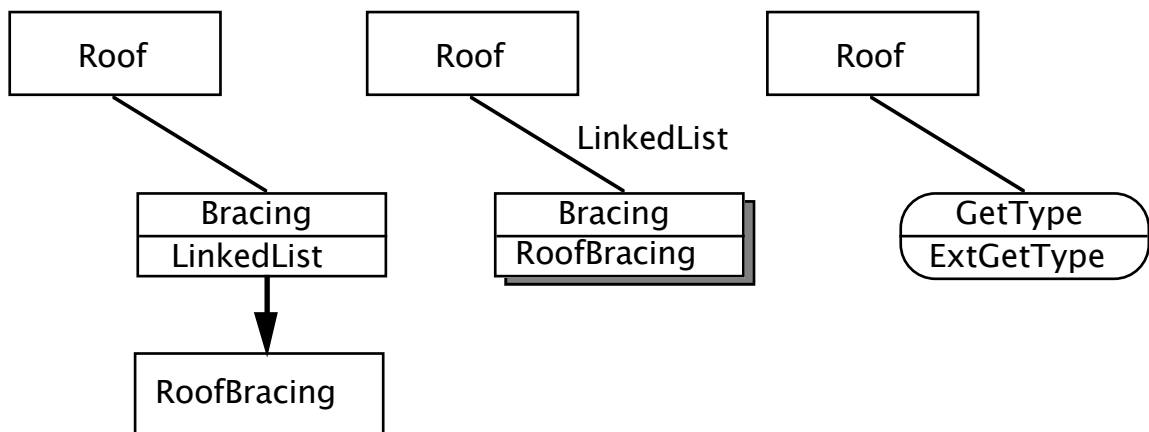 Roof
Roof
Roof
LinkedList
Bracing
LinkedList
Bracing
RoofBracing
GetType
ExtGetType
RoofBracing